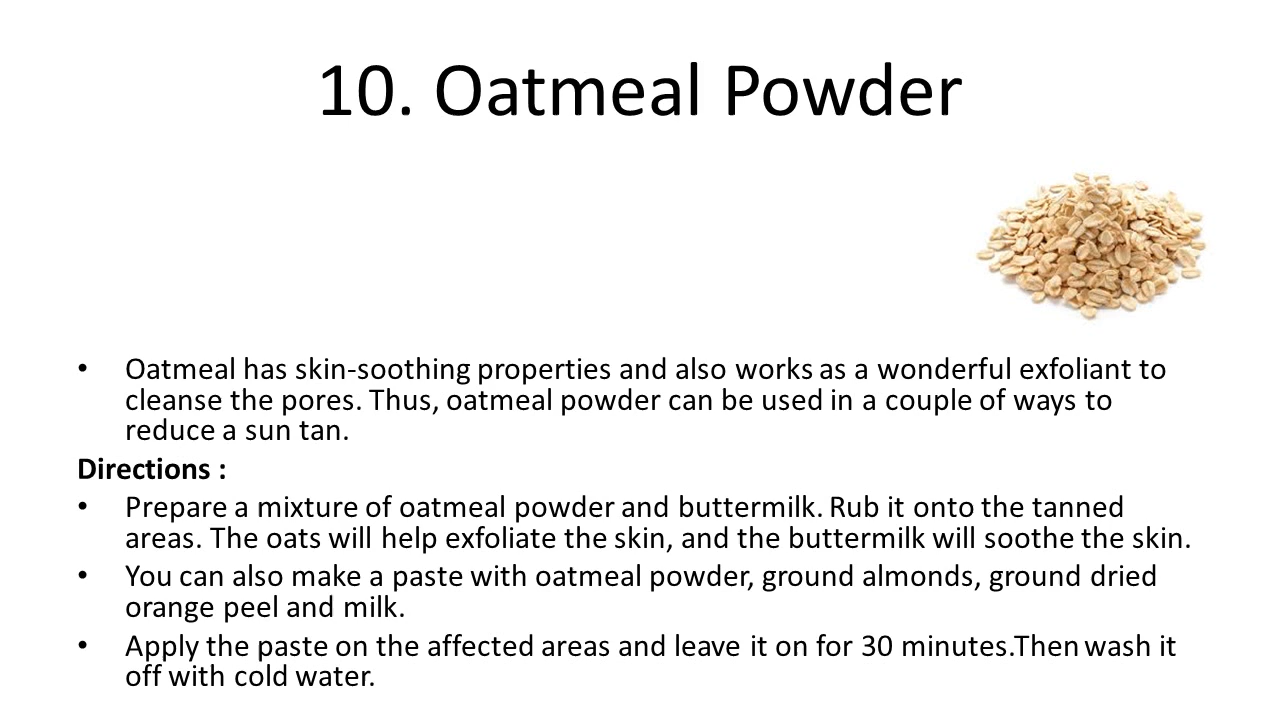 10. Oatmeal Powder
• Oatmeal has skin-soothing properties and also works as a wonderful exfoliant to
cleanse the pores. Thus, oatmeal powder can be used in a couple of ways to
reduce a sun tan.
Directions :
• Prepare a mixture of oatmeal powder and buttermilk. Rub it onto the tanned
areas. The oats will help exfoliate the skin, and the buttermilk will soothe the skin.
• You can also make a paste with oatmeal powder, ground almonds, ground dried
orange peel and milk.
• Apply the paste on the affected areas and leave it on for 30 minutes.Then wash it
off with cold water.